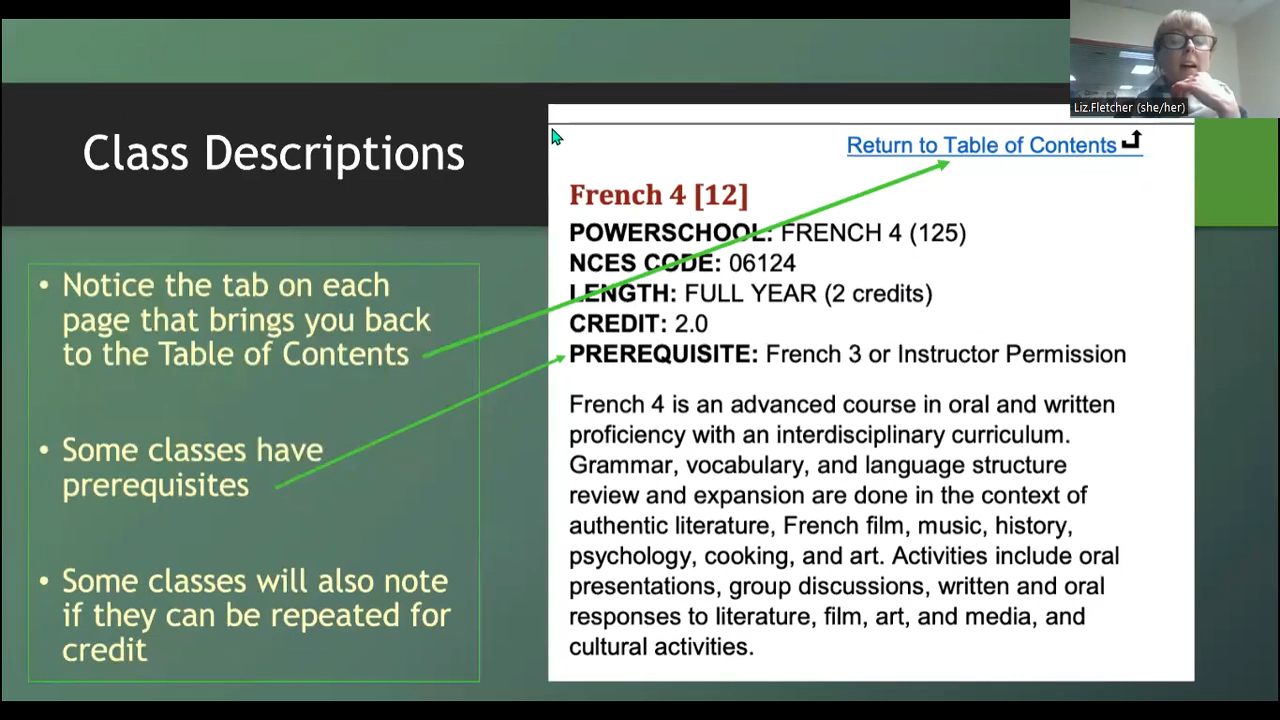 Liz.Fletcher (she/her)
Class Descriptions
• Notice the tab on each
page that brings you back
to the Table of Contents
• Some classes have
prerequisites
• Some classes will also note
if they can be repeated for
credit
Return to Table of Contents
French 4 [12]
POWERSCHOOL: FRENCH 4 (125)
NCES CODE: 06124
LENGTH: FULL YEAR (2 credits)
CREDIT: 2.0
PREREQUISITE: French 3 or Instructor Permission
French 4 is an advanced course in oral and written
proficiency with an interdisciplinary curriculum.
Grammar, vocabulary, and language structure
review and expansion are done in the context of
authentic literature, French film, music, history,
psychology, cooking, and art. Activities include oral
presentations, group discussions, written and oral
responses to literature, film, art, and media, and
cultural activities.